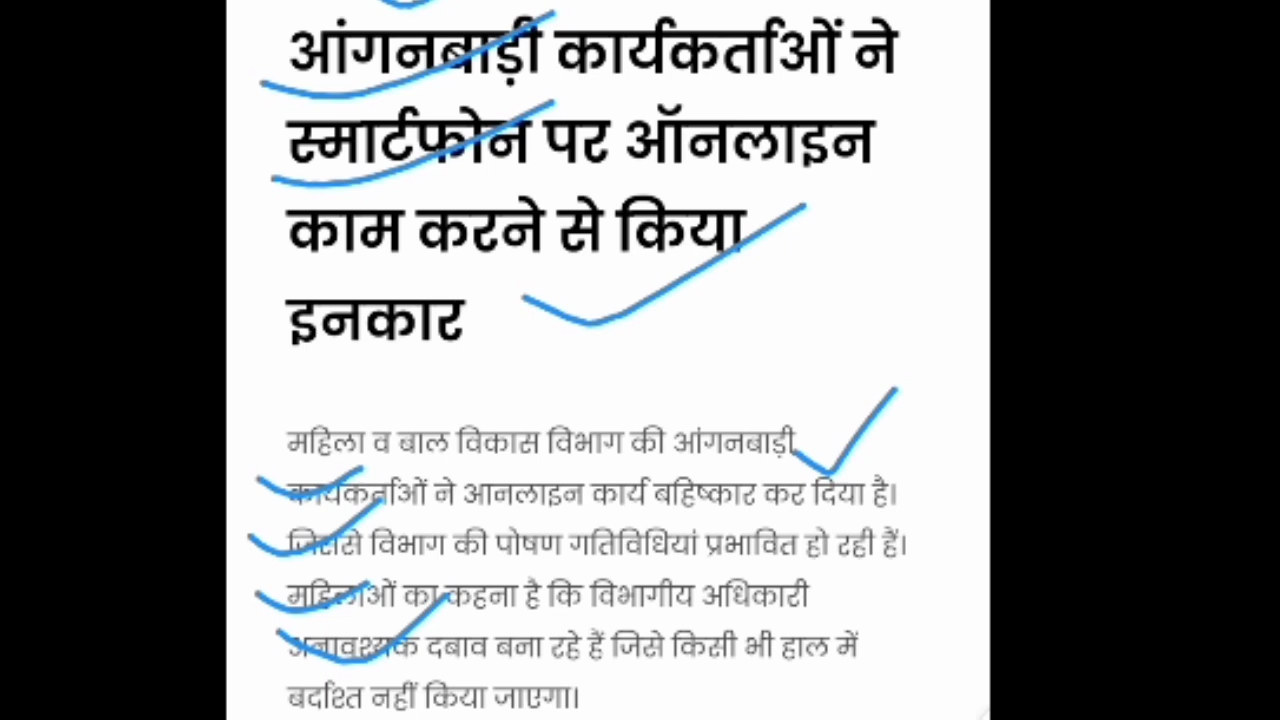 आंगनबाड़ी कार्यकर्ताओं ने
स्मार्टफोन पर ऑनलाइन
काम करने से किया
इनकार
महिला व बाल विकास विभाग की आंगनबाड़ी
कार्यकर्ताओं ने आनलाइन कार्य बहिष्कार कर दिया है।
जिससे विभाग की पोषण गतिविधियां प्रभावित हो रही हैं।
महिलाओं का कहना है कि विभागीय अधिकारी
अनावश्यक दबाव बना रहे हैं जिसे किसी भी हाल में
बर्दाश्त नहीं किया जाएगा।